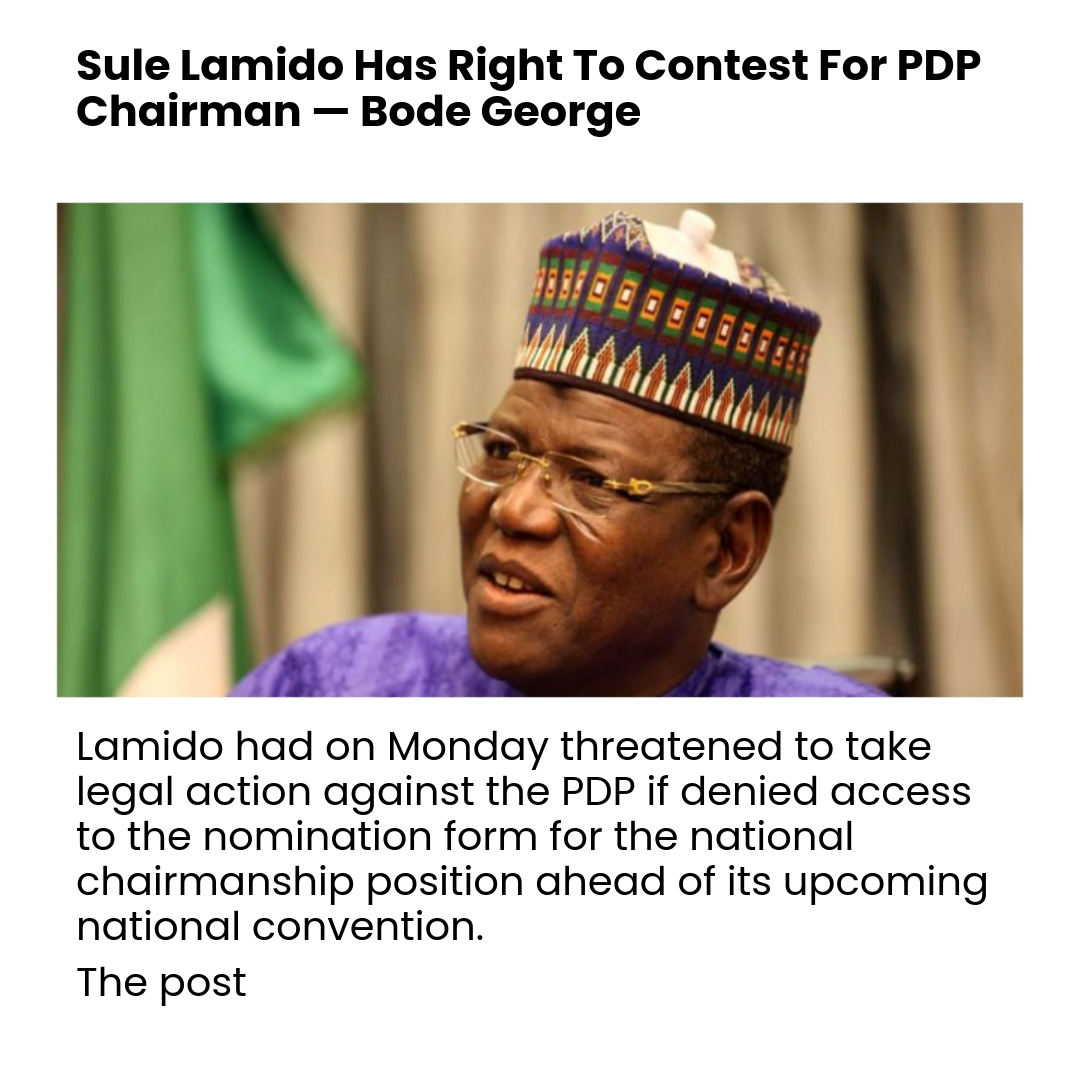 Sule Lamido Has Right To Contest For PDP
Chairman — Bode George
Lamido had on Monday threatened to take
legal action against the PDP if denied access
to the nomination form for the national
chairmanship position ahead of its upcoming
national convention.
The post